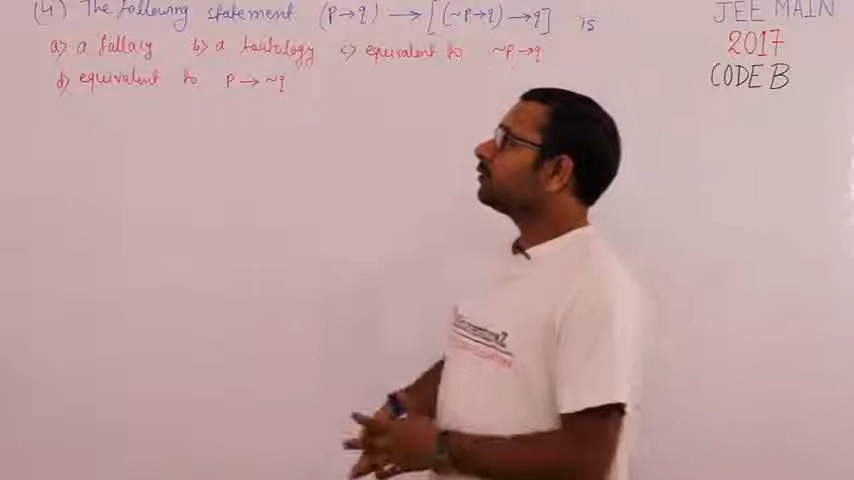 (4) The following statement (p→q) → [(~p→q)→q] is
a) a fallacy b) a tautology c) equivalent to ~p→q
d) equivalent to p→~q
JEE MAIN
2017
CODE B